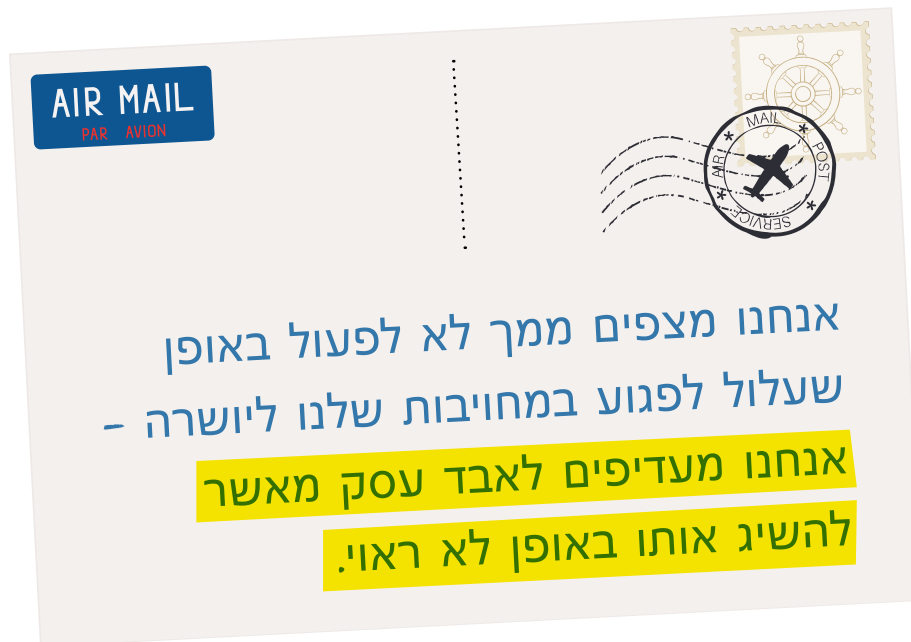 AIR MAIL
PAR AVION
AIR MAIL POST
SERVICE
אנחנו מצפים ממך לא לפעול באופן
שעלול לפגוע במחויבות שלנו ליושרה –
אנחנו מעדיפים לאבד עסק מאשר
להשיג אותו באופן לא ראוי.